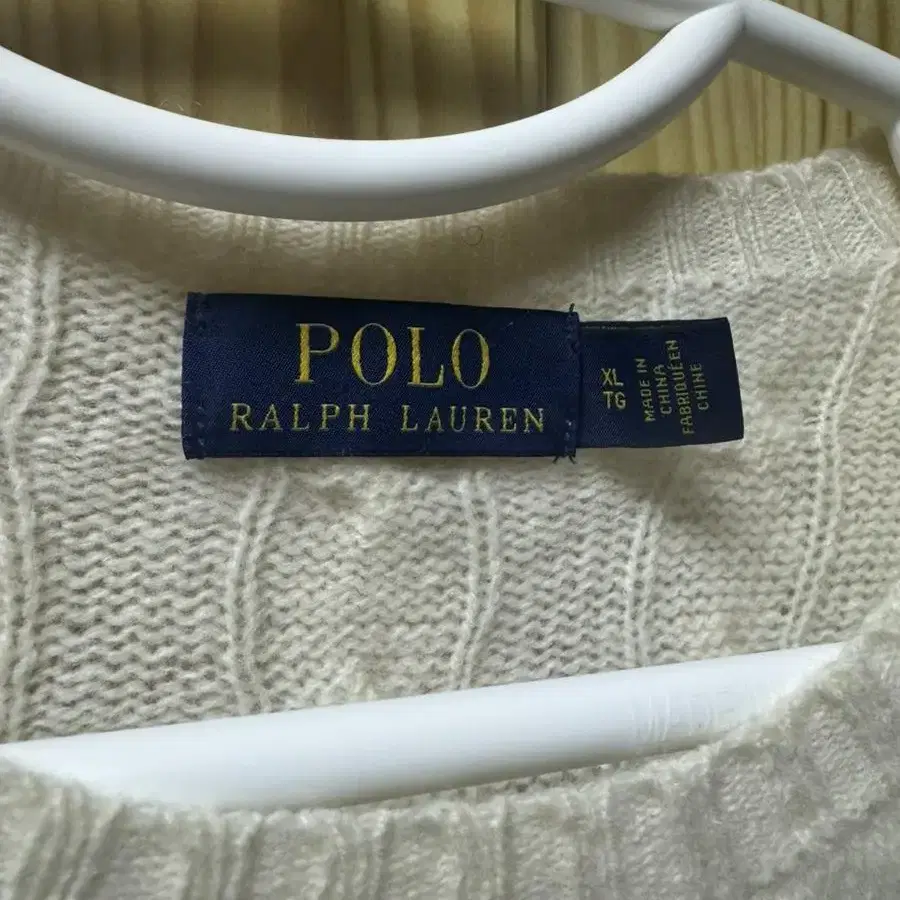 POLO
RALPH LAUREN
XL
TG
MADE IN
CHINA
FABRIQUÉ EN
CHINE